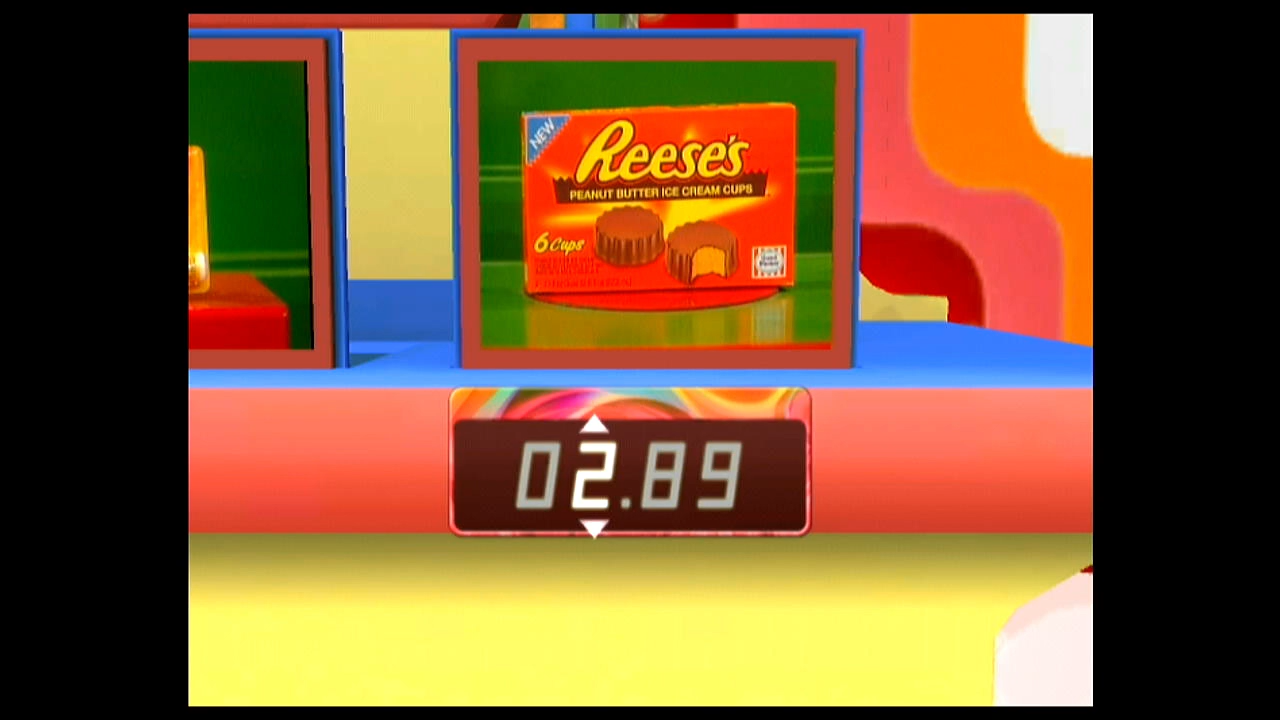 NEW
Reese's
PEANUT BUTTER ICE CREAM CUPS
6 Cups
02.89